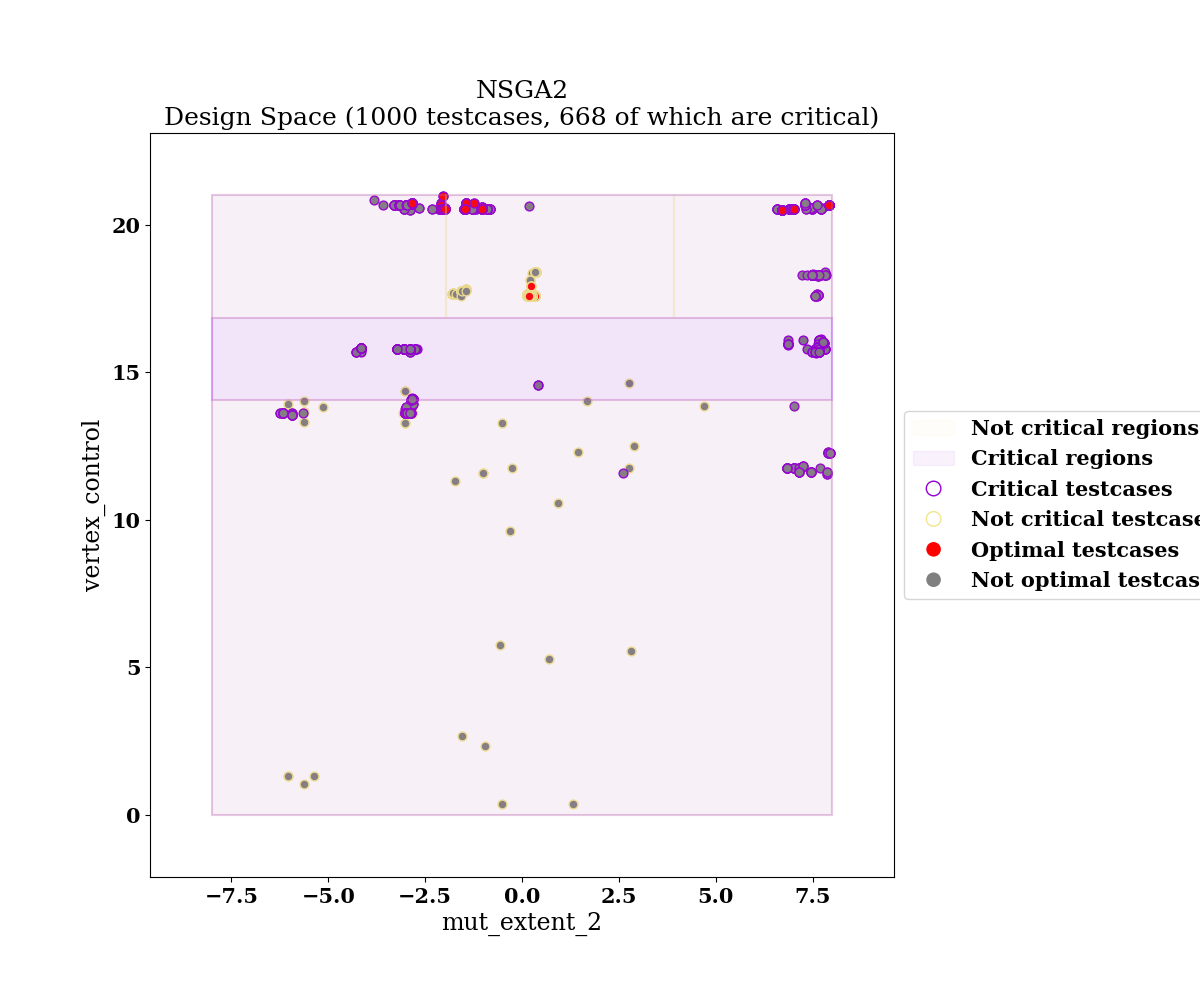 NSGA2
Design Space (1000 testcases, 668 of which are critical)
20
15
10
5
0
vertex_control
−7.5
−5.0
−2.5
0.0
2.5
5.0
7.5
mut_extent_2
Not critical regions
Critical regions
Critical testcases
Not critical testcase
Optimal testcases
Not optimal testcas